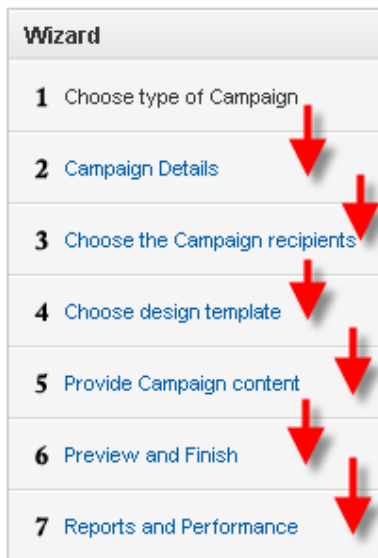 Wizard
1 Choose type of Campaign
2 Campaign Details
3 Choose the Campaign recipients
4 Choose design template
5 Provide Campaign content
6 Preview and Finish
7 Reports and Performance